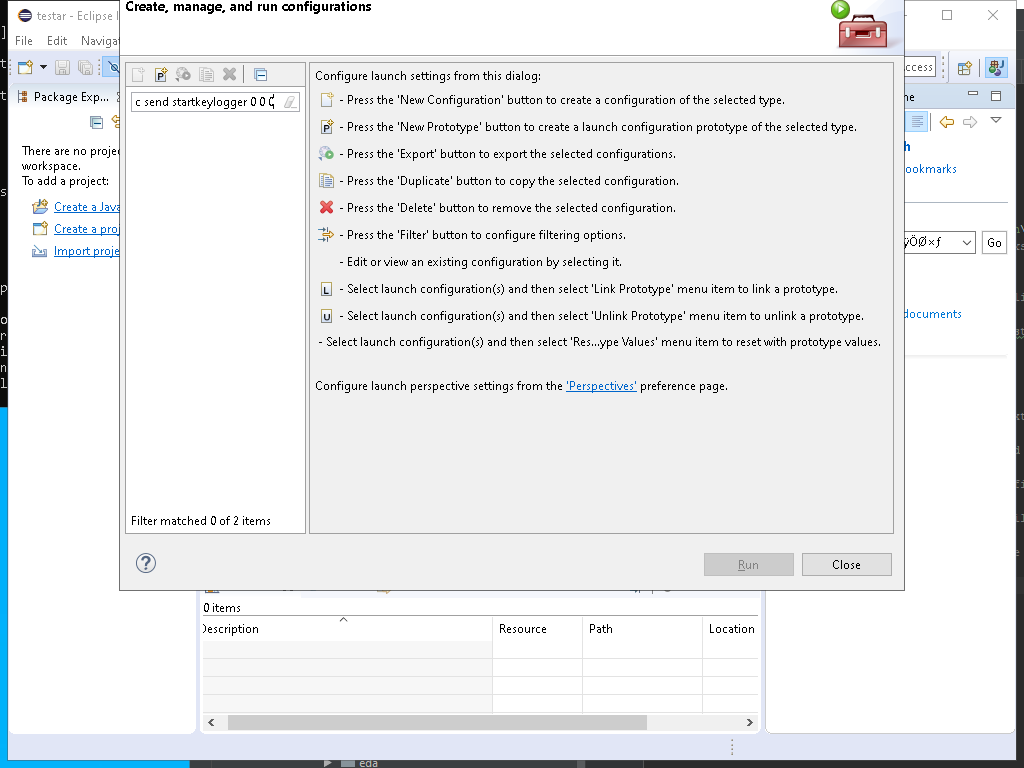 Create, manage, and run configurations
testar - Eclipse I
File Edit Navigat
Package Exp...
There are no proje
workspace.
To add a project:
Create a Java
Create a proj
Import proje
c send startkeylogger 0 0 0
Filter matched 0 of 2 items
Configure launch settings from this dialog:
- Press the 'New Configuration' button to create a configuration of the selected type.
- Press the 'New Prototype' button to create a launch configuration prototype of the selected type.
- Press the 'Export' button to export the selected configurations.
- Press the 'Duplicate' button to copy the selected configuration.
- Press the 'Delete' button to remove the selected configuration.
- Press the 'Filter' button to configure filtering options.
- Edit or view an existing configuration by selecting it.
- Select launch configuration(s) and then select 'Link Prototype' menu item to link a prototype.
- Select launch configuration(s) and then select 'Unlink Prototype' menu item to unlink a prototype.
- Select launch configuration(s) and then select 'Res...ype Values' menu item to reset with prototype values.
Configure launch perspective settings from the 'Perspectives' preference page.
Run Close
ccess
ne
h
ookmarks
ÿÖØ×ƒ Go
documents
0 items
Description Resource Path Location
eda